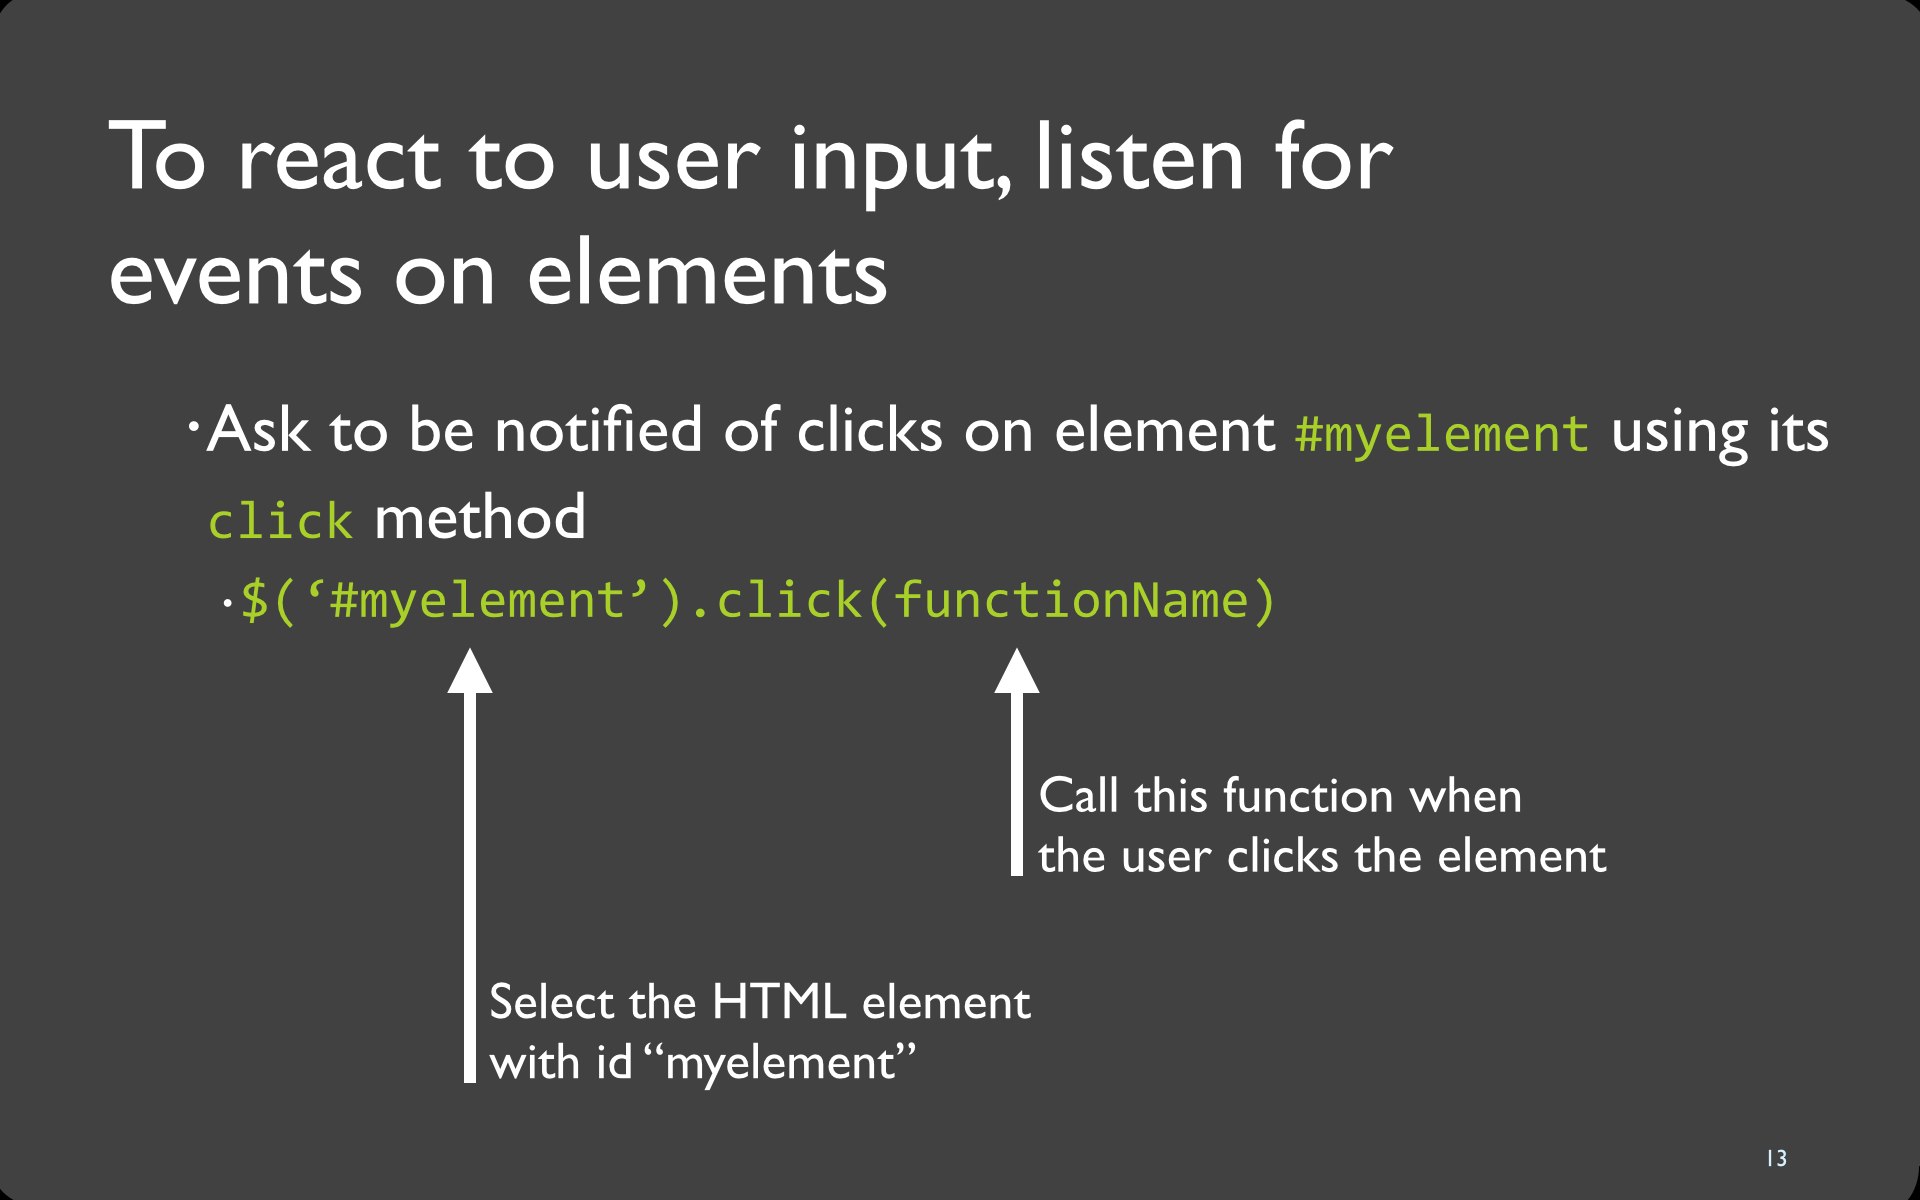 To react to user input, listen for
events on elements
• Ask to be notified of clicks on element #myelement using its
click method
• $(‘#myelement’).click(functionName)
Call this function when
the user clicks the element
Select the HTML element
with id “myelement”
13